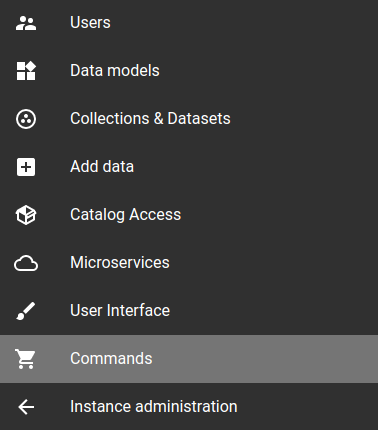 Users
Data models
Collections & Datasets
Add data
Catalog Access
Microservices
User Interface
Commands
Instance administration